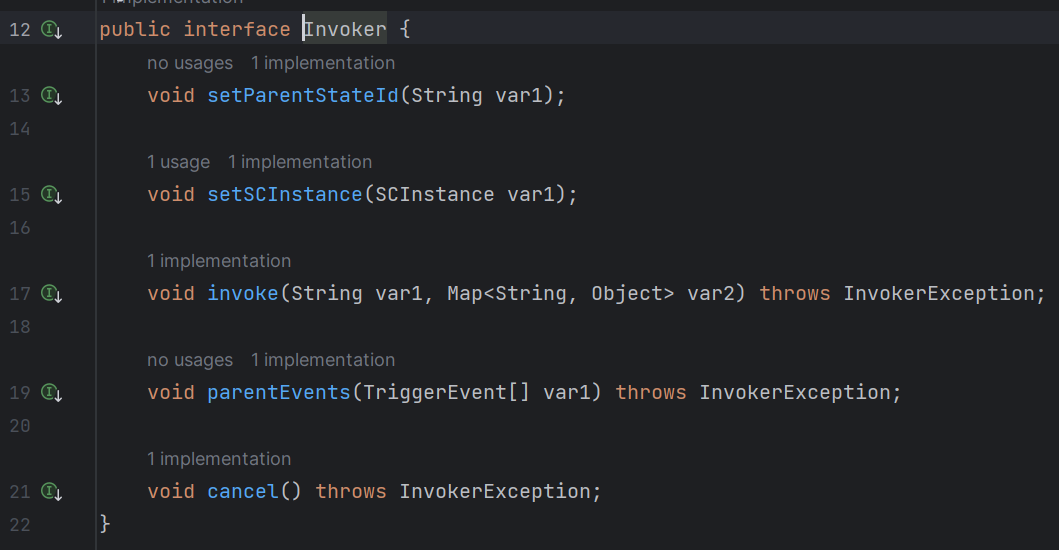 12 public interface Invoker {
no usages 1 implementation
13 void setParentStateId(String var1);
14
1 usage 1 implementation
15 void setSCInstance(SCInstance var1);
16
1 implementation
17 void invoke(String var1, Map<String, Object> var2) throws InvokerException;
18
no usages 1 implementation
19 void parentEvents(TriggerEvent[] var1) throws InvokerException;
20
1 implementation
21 void cancel() throws InvokerException;
22 }